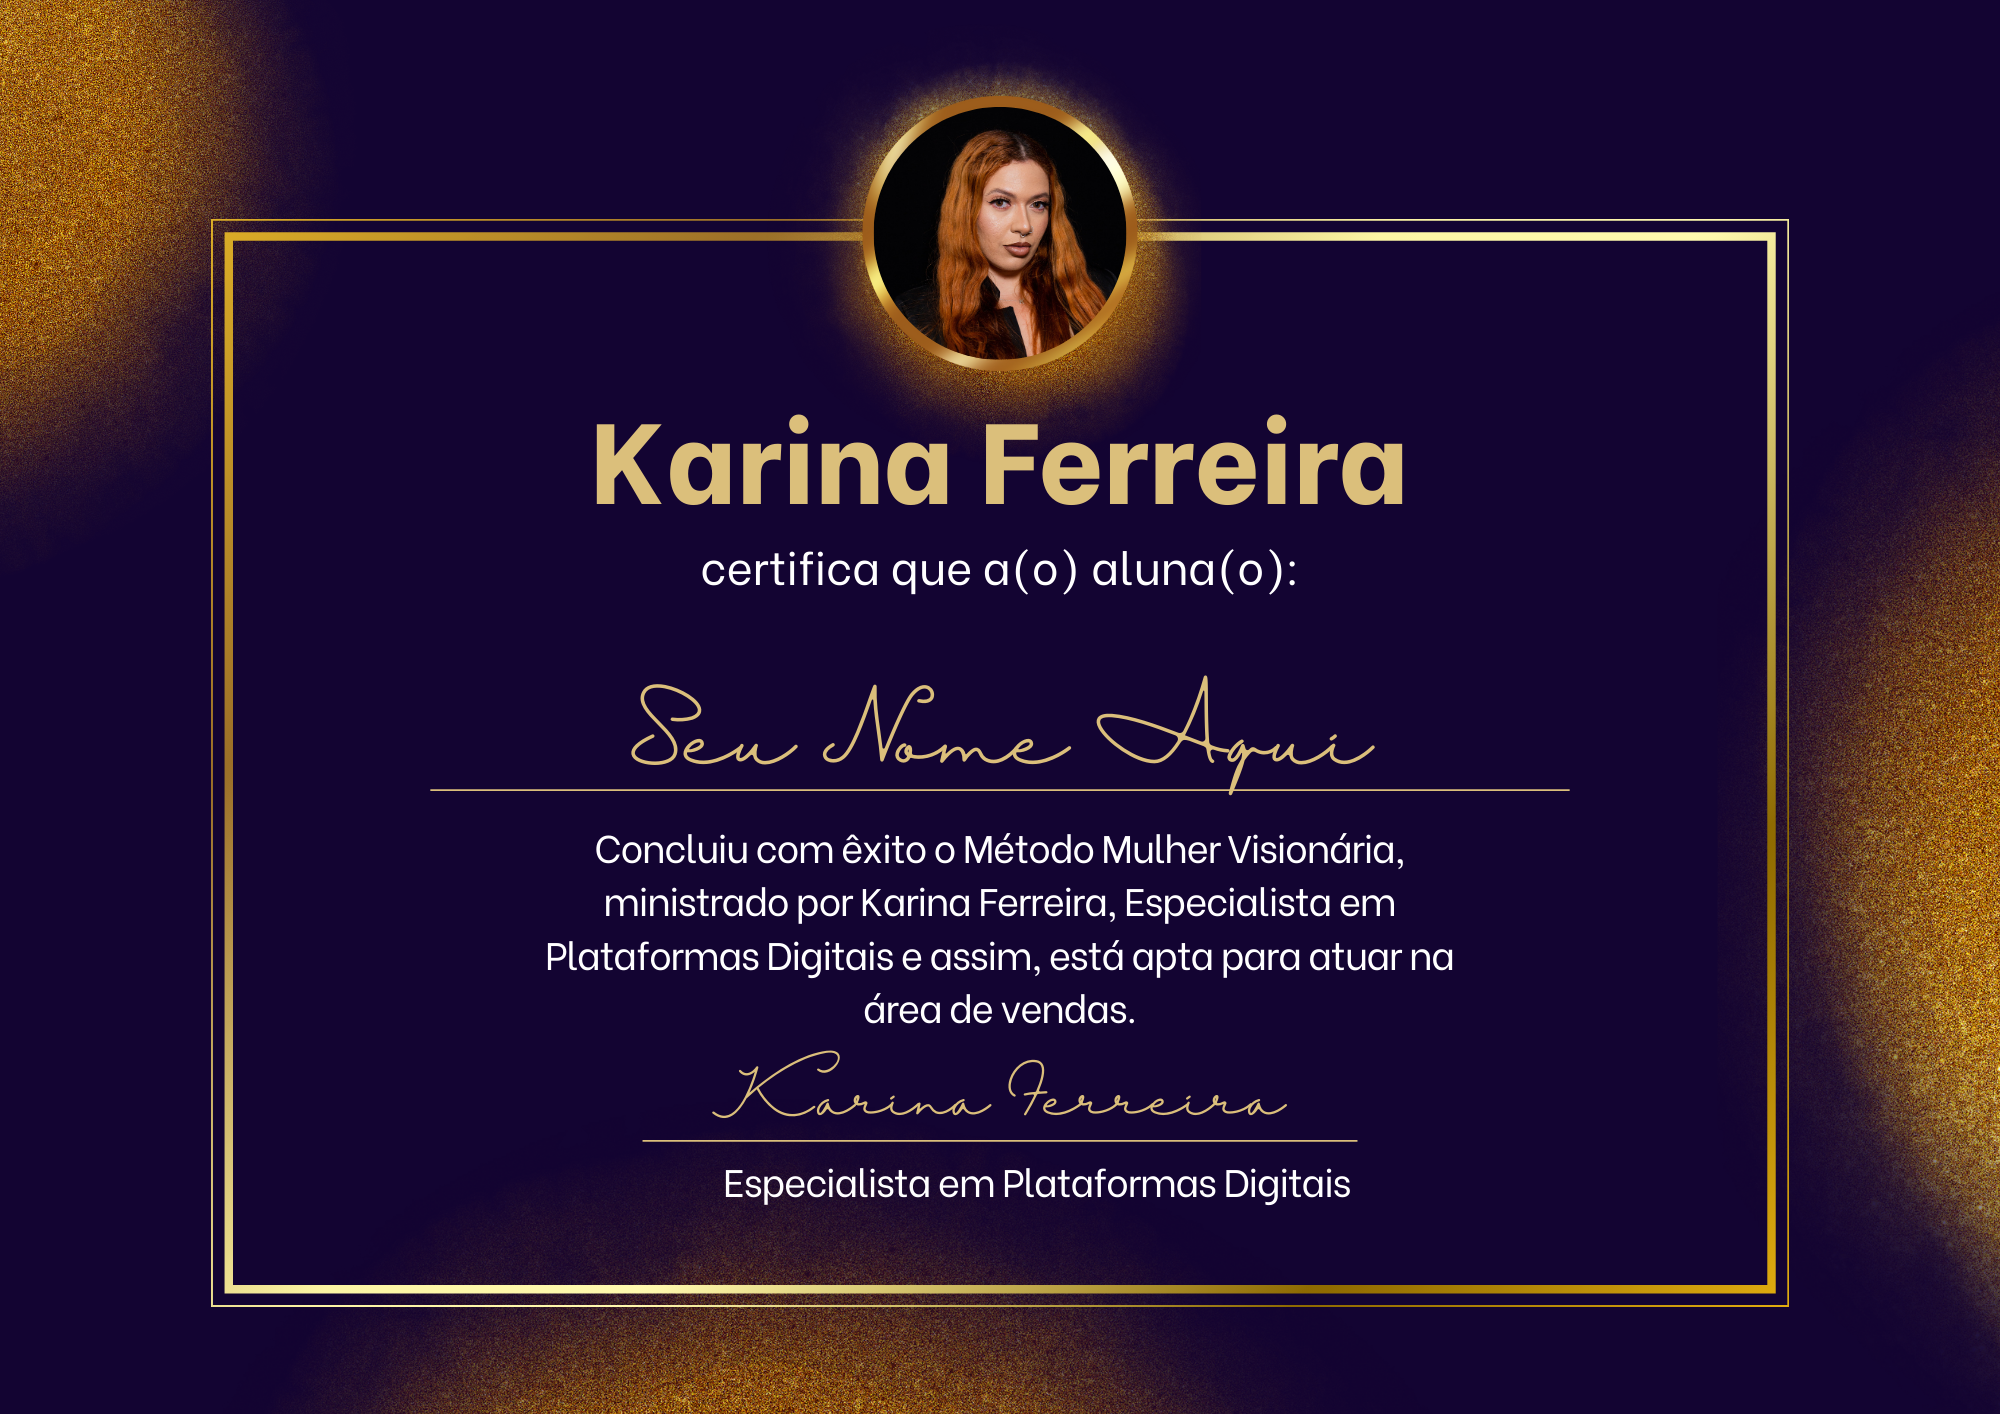 Karina Ferreira
certifica que a(o) aluna(o):
Seu Nome Aqui
Concluiu com êxito o Método Mulher Visionária,
ministrado por Karina Ferreira, Especialista em
Plataformas Digitais e assim, está apta para atuar na
área de vendas.
Karina Ferreira
Especialista em Plataformas Digitais